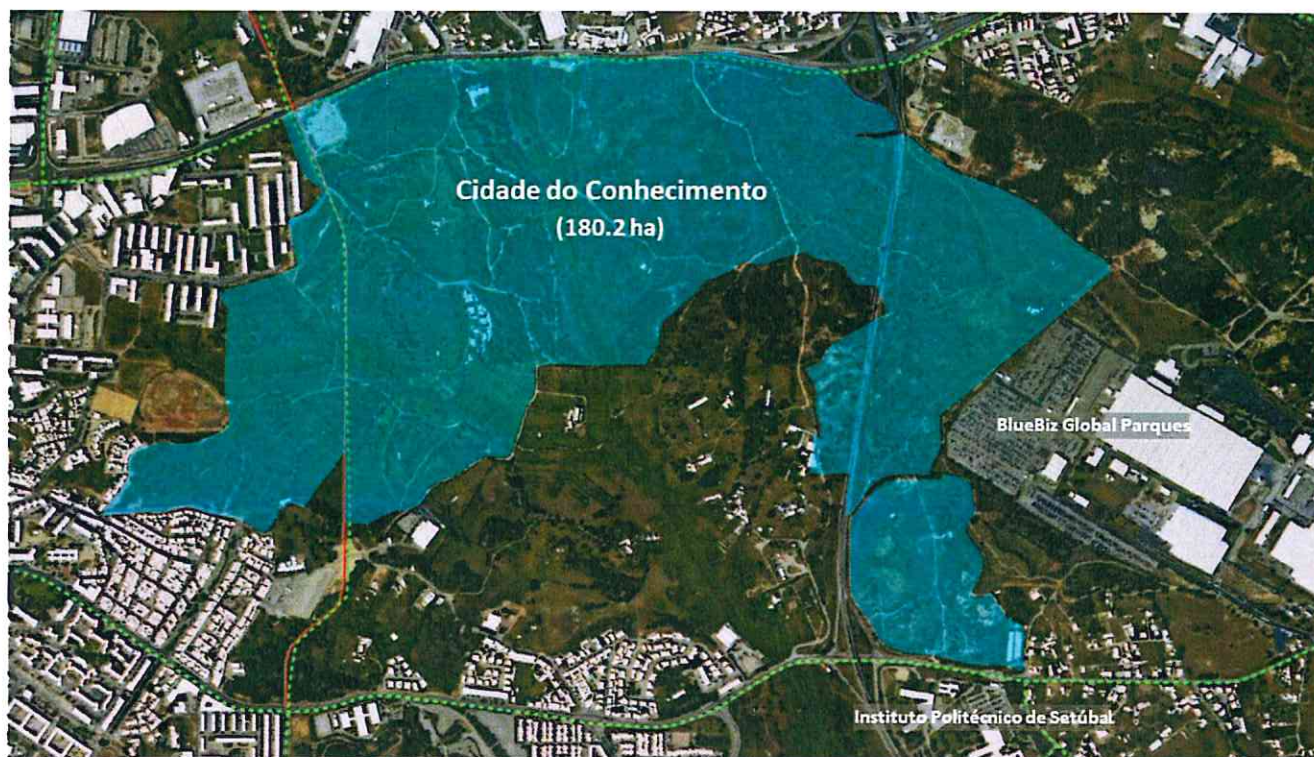 Cidade do Conhecimento
(180.2 ha)
BlueBiz Global Parques
Instituto Politécnico de Setúbal